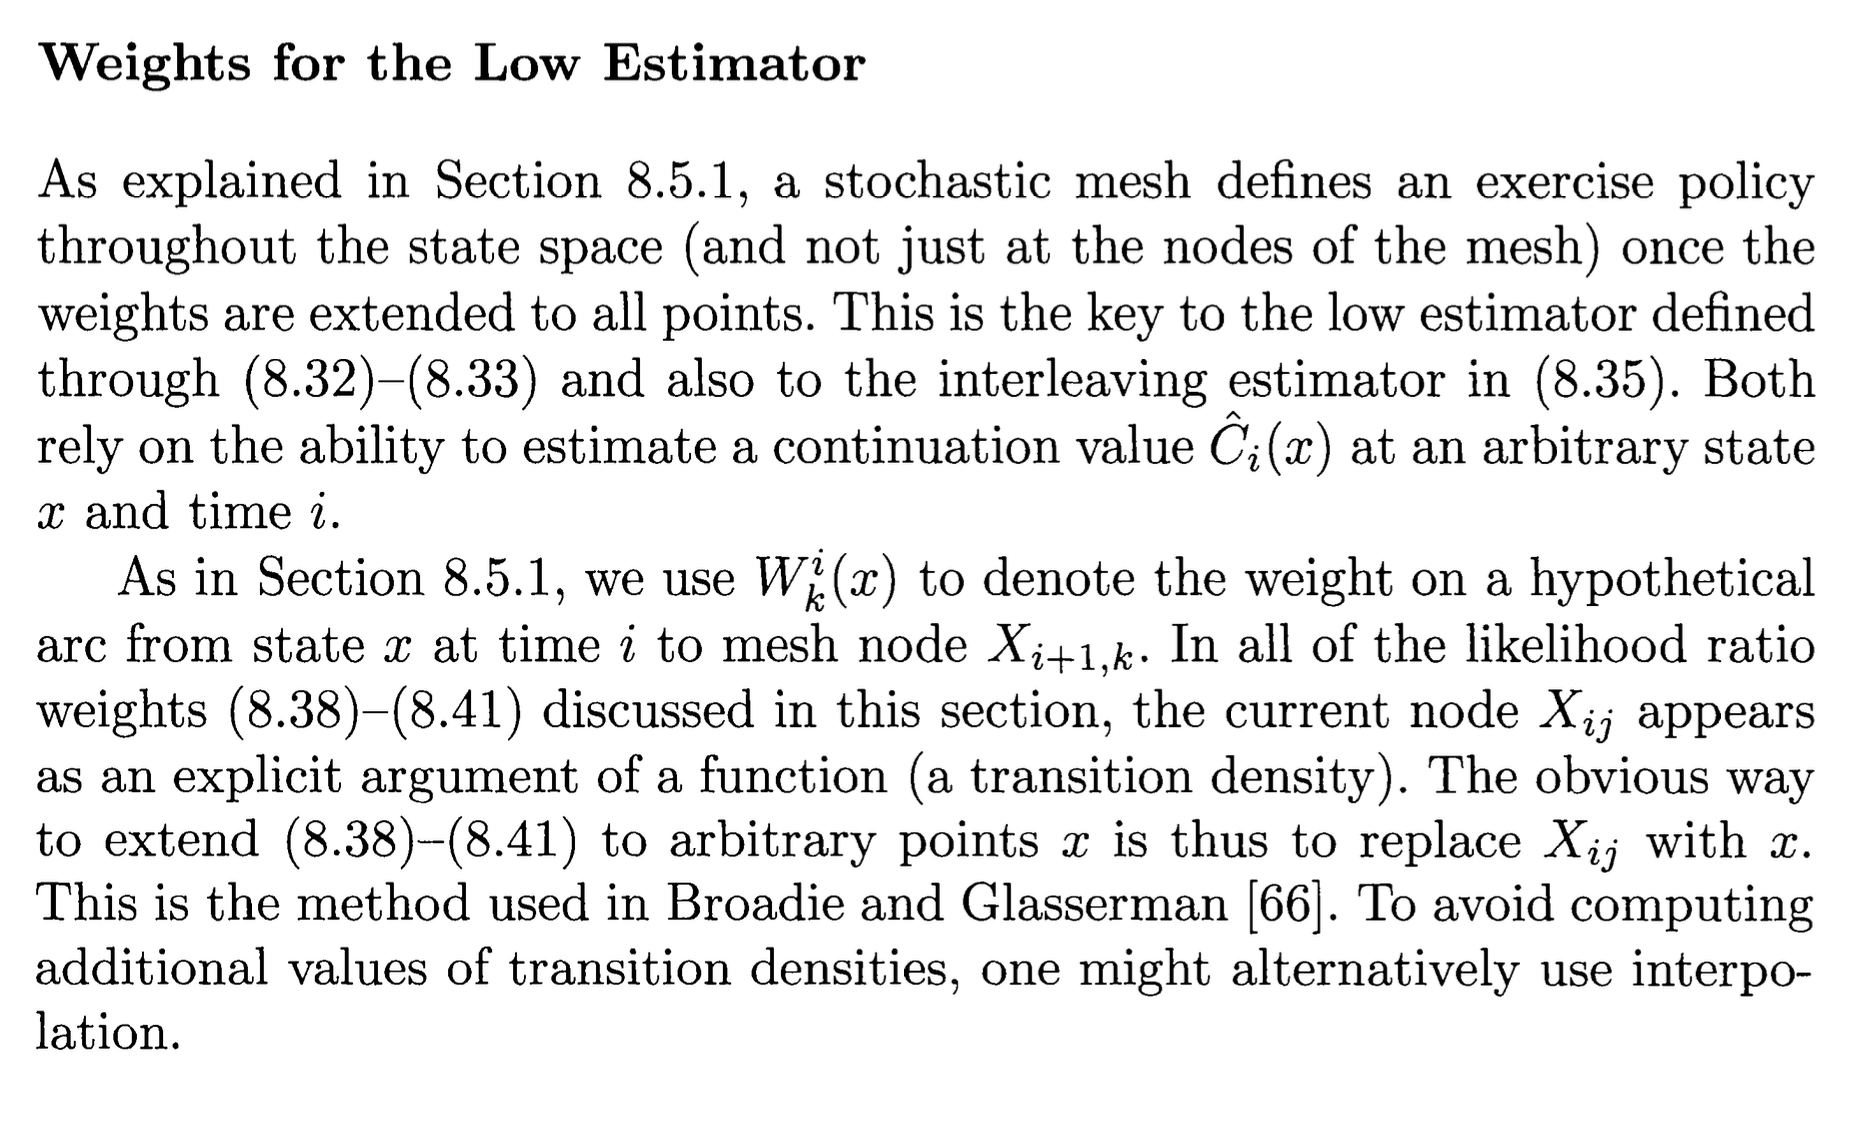 Weights for the Low Estimator
As explained in Section 8.5.1, a stochastic mesh defines an exercise policy
throughout the state space (and not just at the nodes of the mesh) once the
weights are extended to all points. This is the key to the low estimator defined
through (8.32)–(8.33) and also to the interleaving estimator in (8.35). Both
rely on the ability to estimate a continuation value $\hat{C}_i(x)$ at an arbitrary state
$x$ and time $i$.
As in Section 8.5.1, we use $W_k^i(x)$ to denote the weight on a hypothetical
arc from state $x$ at time $i$ to mesh node $X_{i+1,k}$. In all of the likelihood ratio
weights (8.38)–(8.41) discussed in this section, the current node $X_{ij}$ appears
as an explicit argument of a function (a transition density). The obvious way
to extend (8.38)–(8.41) to arbitrary points $x$ is thus to replace $X_{ij}$ with $x$.
This is the method used in Broadie and Glasserman [66]. To avoid computing
additional values of transition densities, one might alternatively use interpo-
lation.